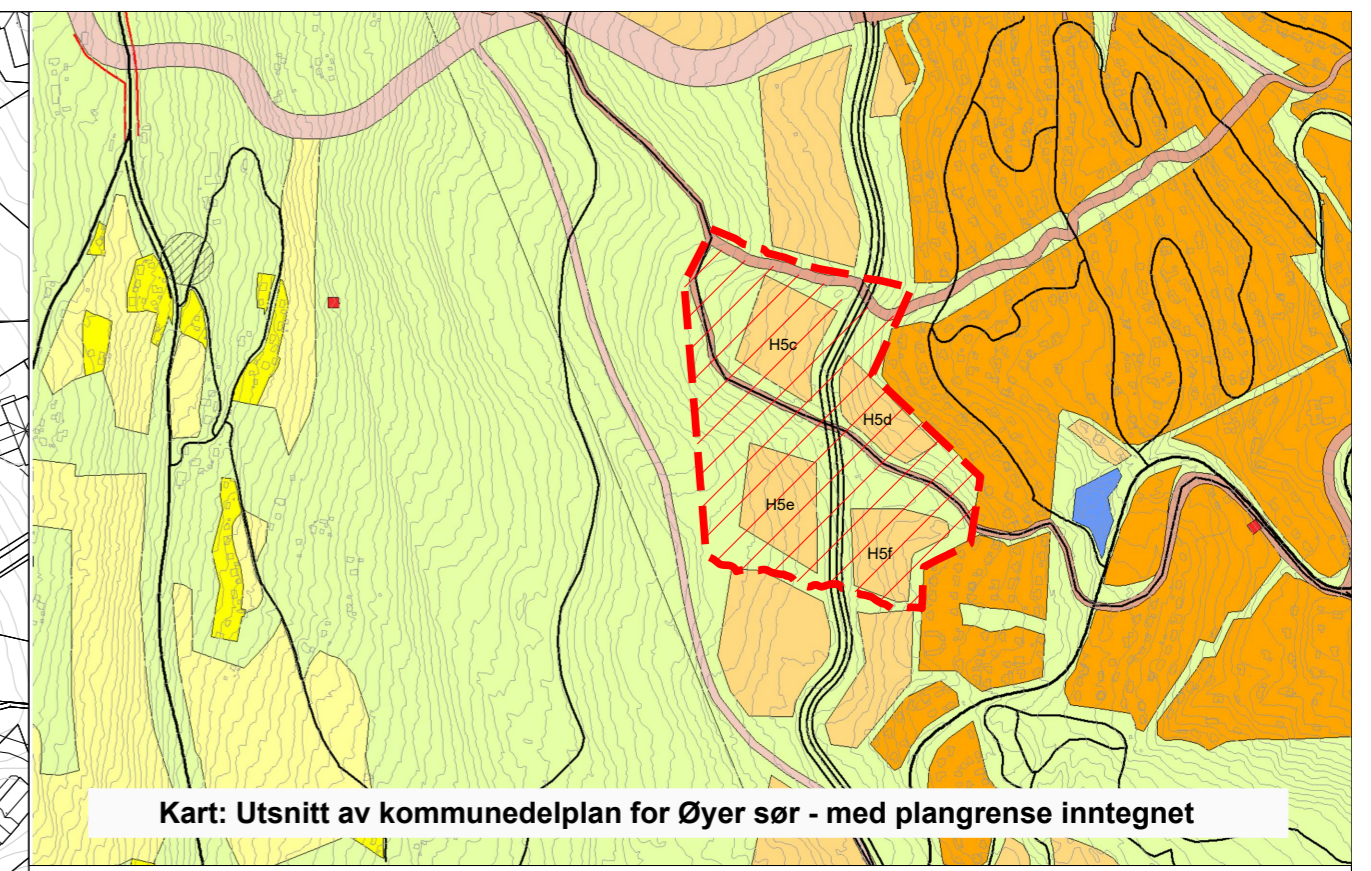 H5c
H5d
H5e
H5f
Kart: Utsnitt av kommunedelplan for Øyer sør - med plangrense inntegnet